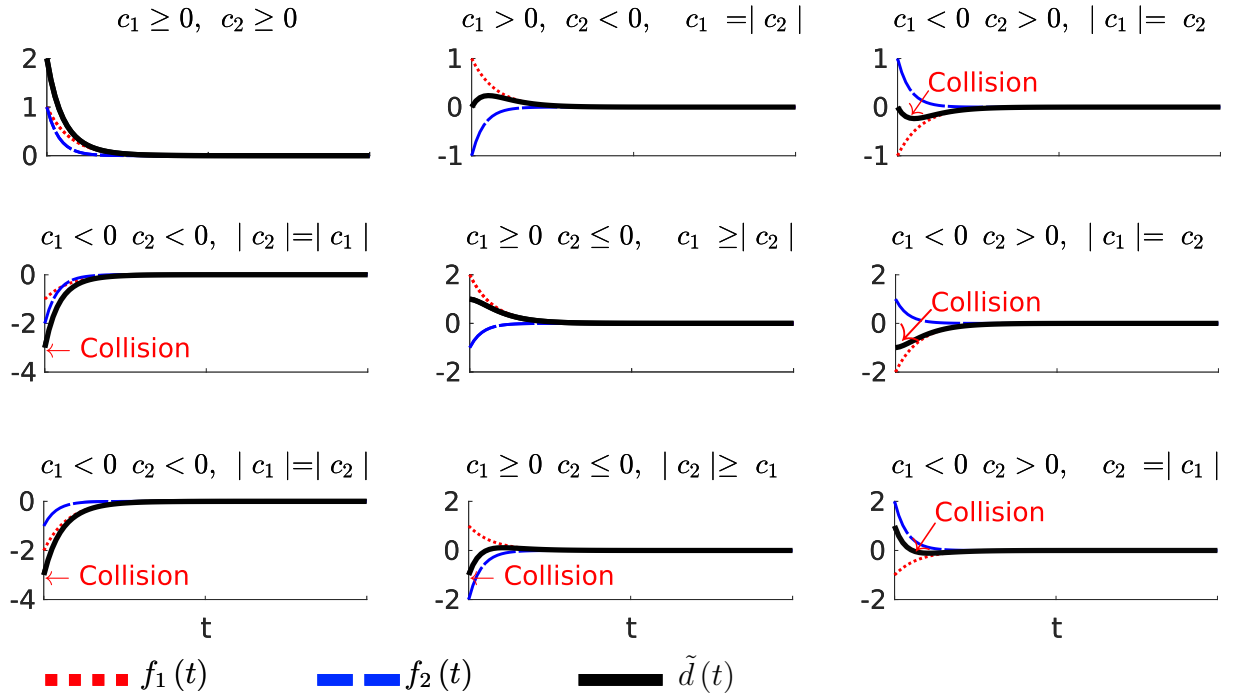 c₁ ≥ 0, c₂ ≥ 0
c₁ > 0, c₂ < 0, c₁ =| c₂ |
c₁ < 0 c₂ > 0, | c₁ |= c₂
2
1
0
1
0
-1
1
0
-1
Collision
c₁ < 0 c₂ < 0, | c₂ |=| c₁ |
c₁ ≥ 0 c₂ ≤ 0, c₁ ≥| c₂ |
c₁ < 0 c₂ > 0, | c₁ |= c₂
0
-2
-4
Collision
2
0
-2
2
0
-2
Collision
c₁ < 0 c₂ < 0, | c₁ |=| c₂ |
c₁ ≥ 0 c₂ ≤ 0, | c₂ |≥ c₁
c₁ < 0 c₂ > 0, c₂ =| c₁ |
0
-2
-4
Collision
t
2
0
-2
Collision
t
2
0
-2
Collision
t
f₁ (t)
f₂ (t)
d̃ (t)